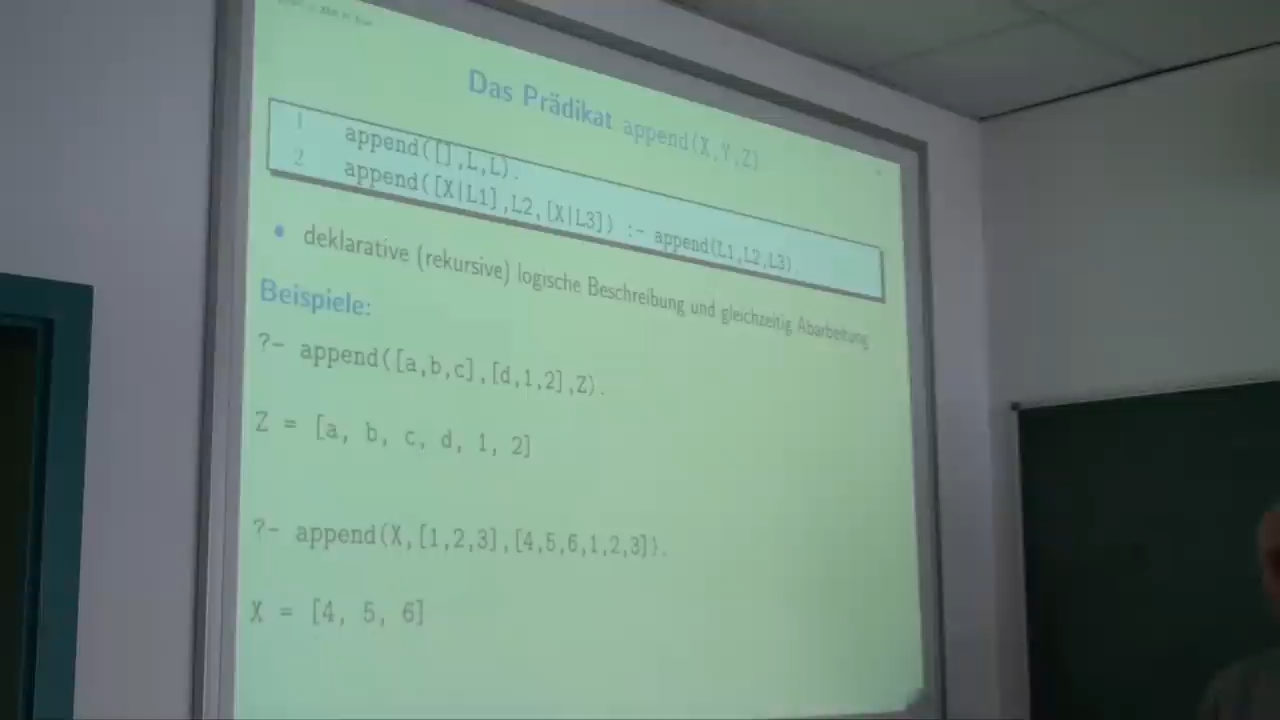 Das Prädikat append(X,Y,Z)
1 append([],L,L).
2 append([X|L1],L2,[X|L3]) :- append(L1,L2,L3).
• deklarative (rekursive) logische Beschreibung und gleichzeitig Abarbeitung
Beispiele:
?- append([a,b,c],[d,1,2],Z).
Z = [a, b, c, d, 1, 2]
?- append(X,[1,2,3],[4,5,6,1,2,3]).
X = [4, 5, 6]